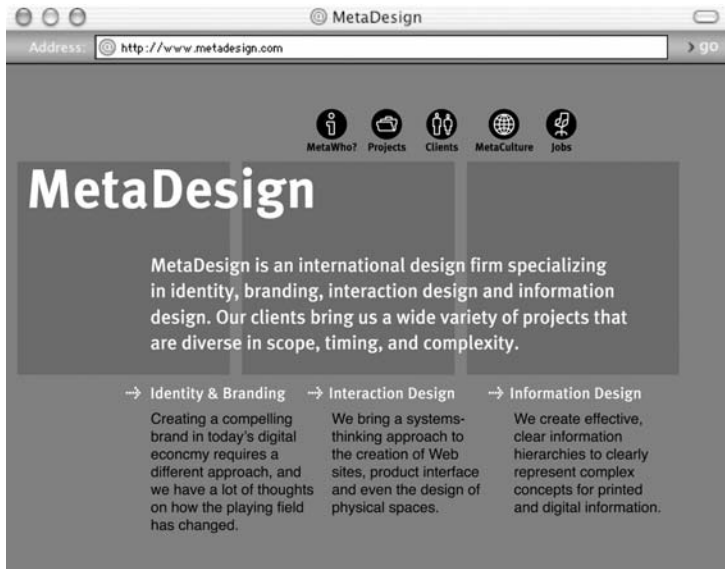 MetaDesign
Address: http://www.metadesign.com go
MetaWho? Projects Clients MetaCulture Jobs
MetaDesign
MetaDesign is an international design firm specializing
in identity, branding, interaction design and information
design. Our clients bring us a wide variety of projects that
are diverse in scope, timing, and complexity.
Identity & Branding
Creating a compelling
brand in today's digital
econcmy requires a
different approach, and
we have a lot of thoughts
on how the playing field
has changed.
Interaction Design
We bring a systems-
thinking approach to
the creation of Web
sites, product interface
and even the design of
physical spaces.
Information Design
We create effective,
clear information
hierarchies to clearly
represent complex
concepts for printed
and digital information.